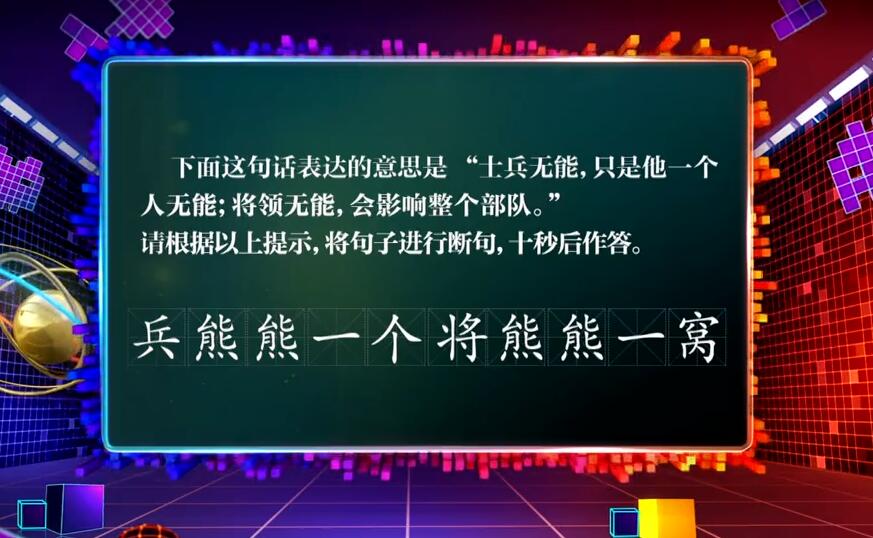 下面这句话表达的意思是“士兵无能,只是他一个
人无能;将领无能,会影响整个部队。”
请根据以上提示,将句子进行断句,十秒后作答。
兵熊熊一个将熊熊一窝